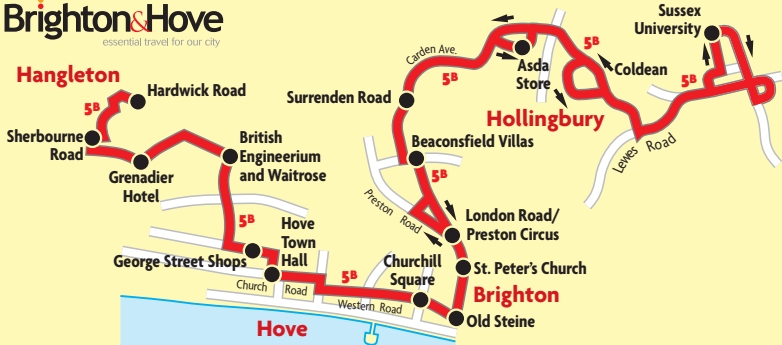 Brighton&Hove
essential travel for our city
Hangleton
5B
Hardwick Road
Sherbourne
Road
Grenadier
Hotel
British
Engineerium
and Waitrose
5B
Hove
Town
Hall
George Street Shops
Church Road
5B
Western Road
Churchill
Square
Hove
Old Steine
Brighton
St. Peter's Church
London Road/
Preston Circus
Preston Road
5B
Beaconsfield Villas
Surrenden Road
Carden Ave.
5B
Asda
Store
Hollingbury
5B
Coldean
Lewes Road
5B
Sussex
University